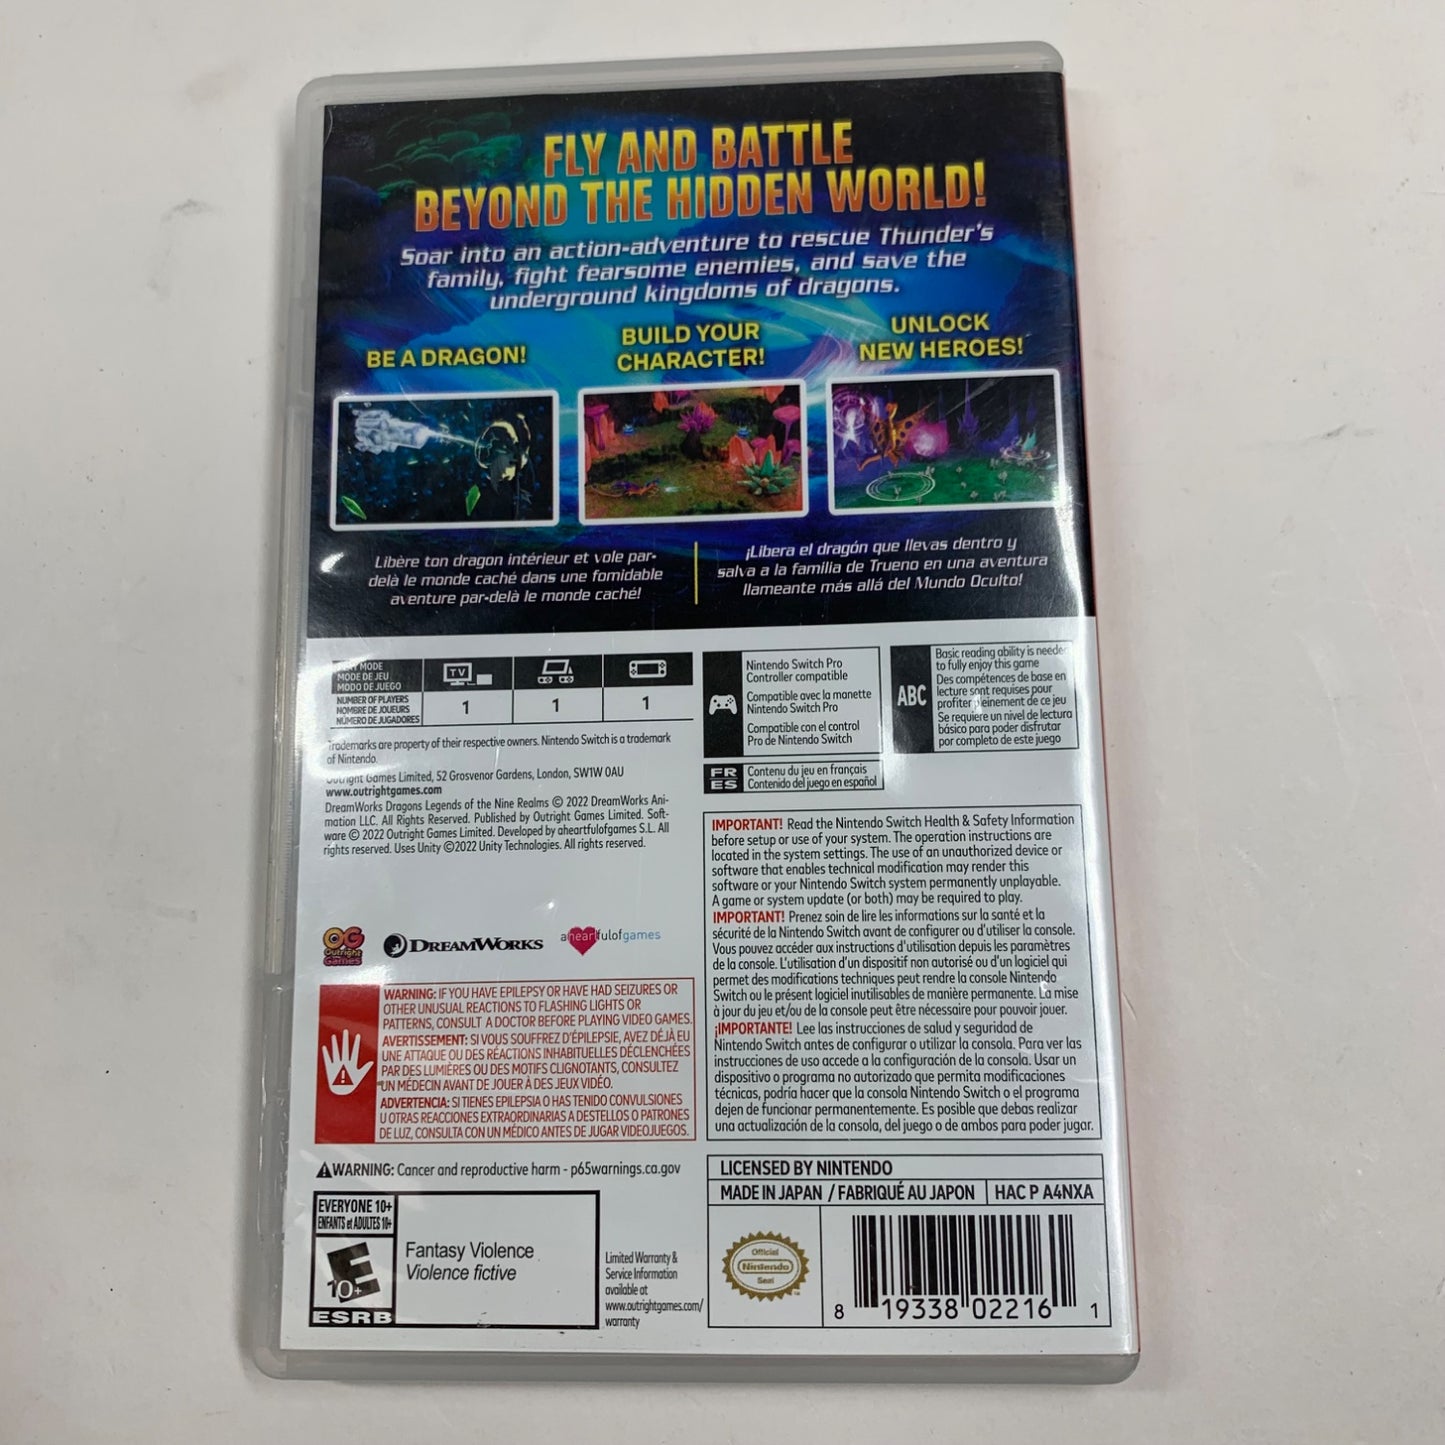 FLY AND BATTLE
BEYOND THE HIDDEN WORLD!
Soar into an action-adventure to rescue Thunder's
family, fight fearsome enemies, and save the
underground kingdoms of dragons.
BE A DRAGON!
BUILD YOUR
CHARACTER!
UNLOCK
NEW HEROES!
Libère ton dragon intérieur et vole par-
delà le monde caché dans une fomidable
aventure par-delà le monde caché!
¡Libera el dragón que llevas dentro y
salva a la familia de Trueno en una aventura
llameante más allá del Mundo Oculto!
PLAY MODE
MODE DE JEU
MODO DE JUEGO
TV
NUMBER OF PLAYERS
NOMBRE DE JOUEURS
NÚMERO DE JUGADORES
1
1
1
Trademarks are property of their respective owners. Nintendo Switch is a trademark
of Nintendo.
Outright Games Limited, 52 Grosvenor Gardens, London, SW1W 0AU
www.outrightgames.com
DreamWorks Dragons Legends of the Nine Realms © 2022 DreamWorks Ani-
mation LLC. All Rights Reserved. Published by Outright Games Limited. Soft-
ware © 2022 Outright Games Limited. Developed by aheartfulofgames S.L. All
rights reserved. Uses Unity ©2022 Unity Technologies. All rights reserved.
OG
Outright
Games
DREAMWORKS
aheartfulofgames
Nintendo Switch Pro
Controller compatible
Compatible avec la manette
Nintendo Switch Pro
Compatible con el control
Pro de Nintendo Switch
ABC
Basic reading ability is needed
to fully enjoy this game
Des compétences de base en
lecture sont requises pour
profiter pleinement de ce jeu
Se requiere un nivel de lectura
básico para poder disfrutar
por completo de este juego
FR
ES
Contenu du jeu en français
Contenido del juego en español
IMPORTANT! Read the Nintendo Switch Health & Safety Information
before setup or use of your system. The operation instructions are
located in the system settings. The use of an unauthorized device or
software that enables technical modification may render this
software or your Nintendo Switch system permanently unplayable.
A game or system update (or both) may be required to play.
IMPORTANT! Prenez soin de lire les informations sur la santé et la
sécurité de la Nintendo Switch avant de configurer ou d'utiliser la console.
Vous pouvez accéder aux instructions d'utilisation depuis les paramètres
de la console. L'utilisation d'un dispositif non autorisé ou d'un logiciel qui
permet des modifications techniques peut rendre la console Nintendo
Switch ou le présent logiciel inutilisables de manière permanente. La mise
à jour du jeu et/ou de la console peut être nécessaire pour pouvoir jouer.
¡IMPORTANTE! Lee las instrucciones de salud y seguridad de
Nintendo Switch antes de configurar o utilizar la consola. Para ver las
instrucciones de uso accede a la configuración de la consola. Usar un
dispositivo o programa no autorizado que permita modificaciones
técnicas, podría hacer que la consola Nintendo Switch o el programa
dejen de funcionar permanentemente. Es posible que debas realizar
una actualización de la consola, del juego o de ambos para poder jugar.
WARNING: IF YOU HAVE EPILEPSY OR HAVE HAD SEIZURES OR
OTHER UNUSUAL REACTIONS TO FLASHING LIGHTS OR
PATTERNS, CONSULT A DOCTOR BEFORE PLAYING VIDEO GAMES.
AVERTISSEMENT: SI VOUS SOUFFREZ D'ÉPILEPSIE, AVEZ DÉJÀ EU
UNE ATTAQUE OU DES RÉACTIONS INHABITUELLES DÉCLENCHÉES
PAR DES LUMIÈRES OU DES MOTIFS CLIGNOTANTS, CONSULTEZ
UN MÉDECIN AVANT DE JOUER À DES JEUX VIDÉO.
ADVERTENCIA: SI TIENES EPILEPSIA O HAS TENIDO CONVULSIONES
U OTRAS REACCIONES EXTRAORDINARIAS A DESTELLOS O PATRONES
DE LUZ, CONSULTA CON UN MÉDICO ANTES DE JUGAR VIDEOJUEGOS.
WARNING: Cancer and reproductive harm - p65warnings.ca.gov
EVERYONE 10+
ENFANTS et ADULTES 10+
E
10+
ESRB
Fantasy Violence
Violence fictive
Limited Warranty &
Service Information
available at
www.outrightgames.com/
warranty
LICENSED BY NINTENDO
MADE IN JAPAN / FABRIQUÉ AU JAPON
HAC P A4NXA
Official
Nintendo
Seal
8 19338 02216 1